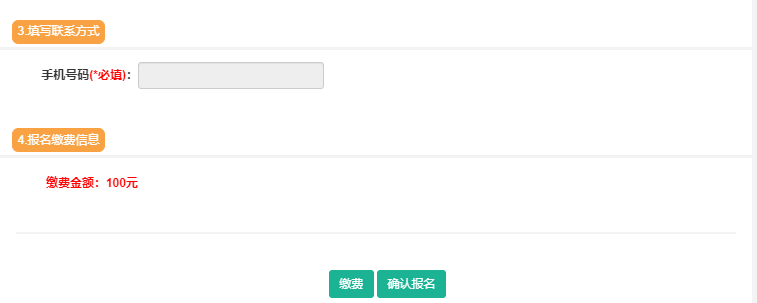 3.填写联系方式
手机号码(*必填)：
4.报名缴费信息
缴费金额：100元
缴费 确认报名